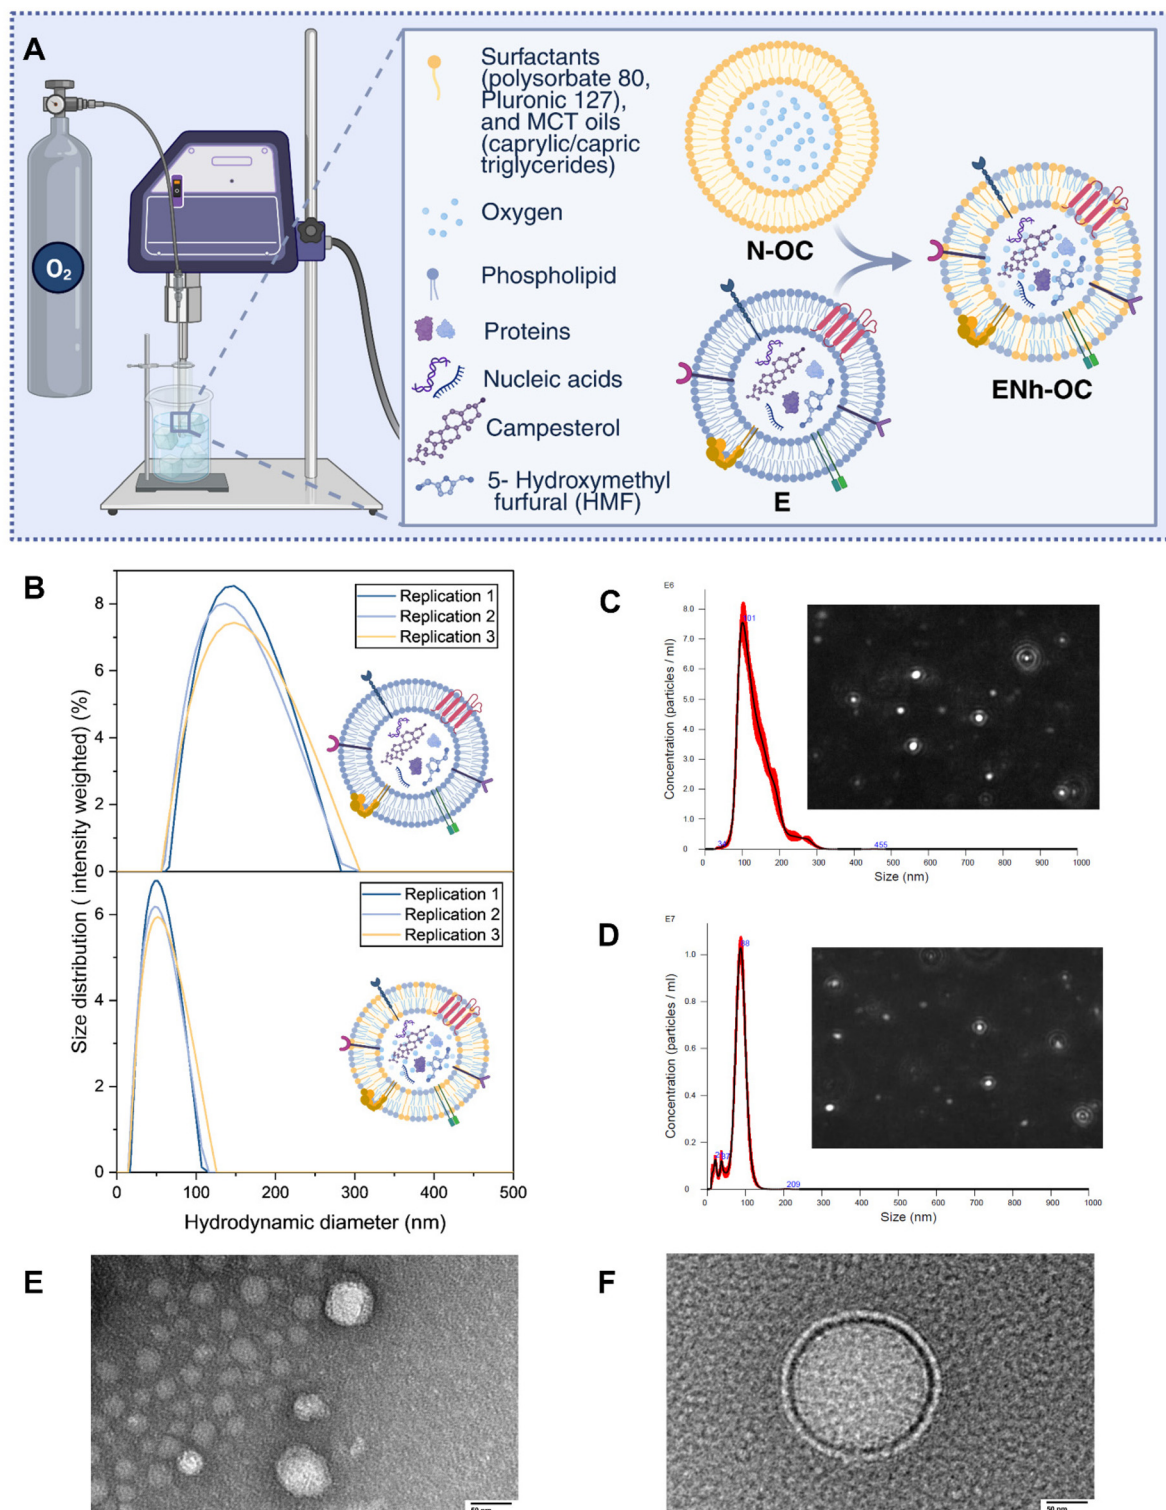 A
O₂
Surfactants
(polysorbate 80,
Pluronic 127),
and MCT oils
(caprylic/capric
triglycerides)
Oxygen
Phospholipid
Proteins
Nucleic acids
Campesterol
5- Hydroxymethyl
furfural (HMF)
N-OC
E
ENh-OC
B
Size distribution ( intensity weighted) (%)
8
6
4
2
0
Replication 1
Replication 2
Replication 3
6
4
2
0
Replication 1
Replication 2
Replication 3
0 100 200 300 400 500
Hydrodynamic diameter (nm)
C
E6
Concentration (particles / ml)
8.0
7.0
6.0
5.0
4.0
3.0
2.0
1.0
0
101
455
0 100 200 300 400 500 600 700 800 900 1000
Size (nm)
D
E7
Concentration (particles / ml)
1.0
0.8
0.6
0.4
0.2
0
88
209
0 100 200 300 400 500 600 700 800 900 1000
Size (nm)
E
F
50 nm